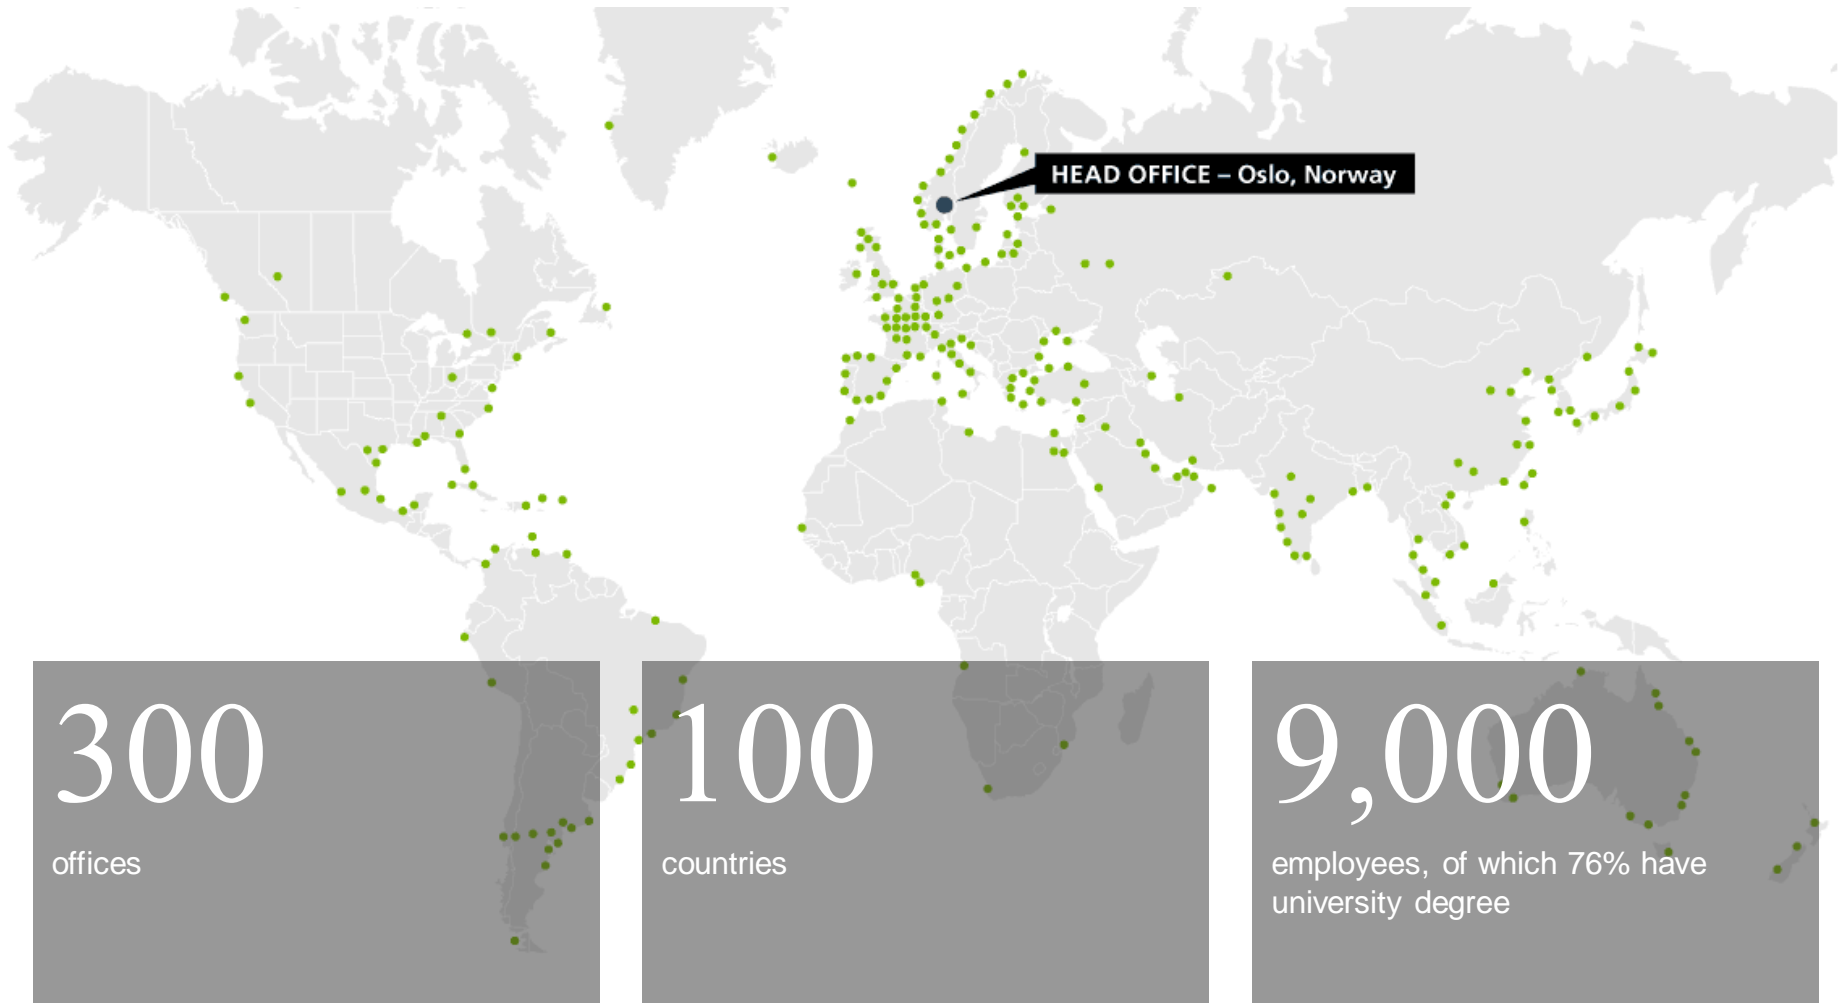 HEAD OFFICE – Oslo, Norway
300
offices
100
countries
9,000
employees, of which 76% have
university degree